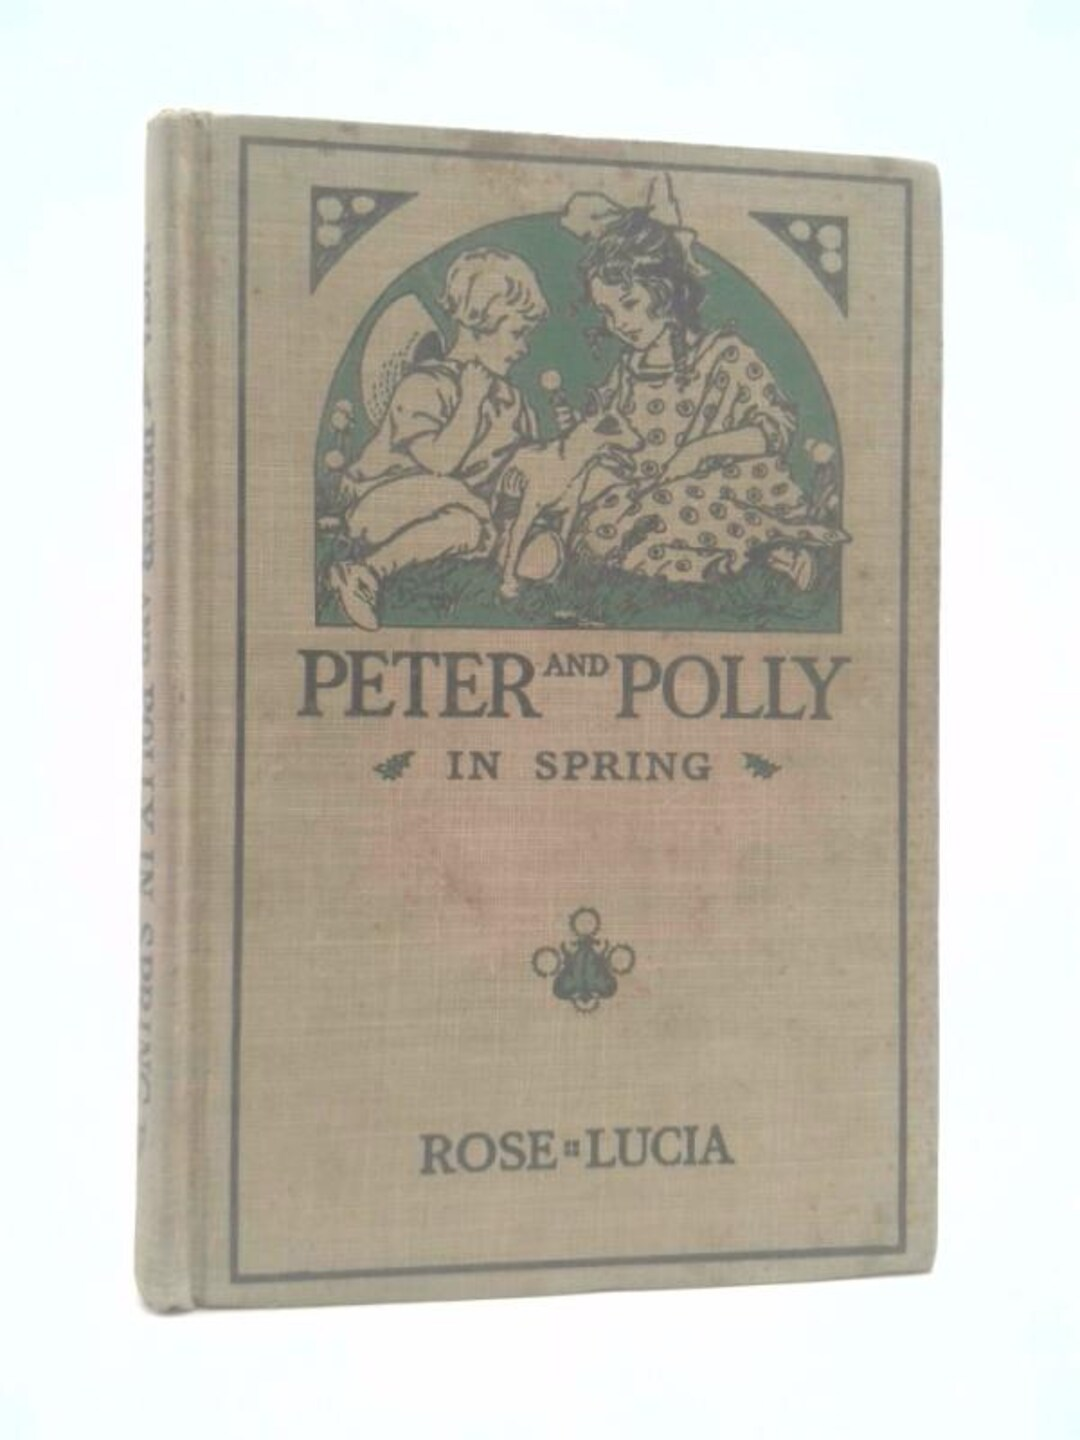 PETER AND POLLY
IN SPRING
ROSE LUCIA
PETER AND POLLY IN SPRING